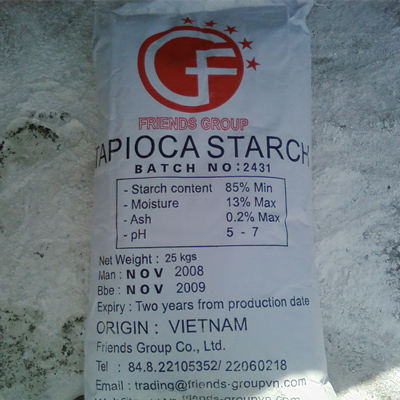 GF
FRIENDS GROUP
TAPIOCA STARCH
BATCH NO:2431
- Starch content 85% Min
- Moisture 13% Max
- Ash 0.2% Max
- pH 5 - 7
Net Weight : 25 kgs
Man : NOV 2008
Bbe : NOV 2009
Expiry : Two years from production date
ORIGIN : VIETNAM
Friends Group Co., Ltd.
Tel : 84.8.22105352/ 22060218
Email : trading@friends-groupvn.com